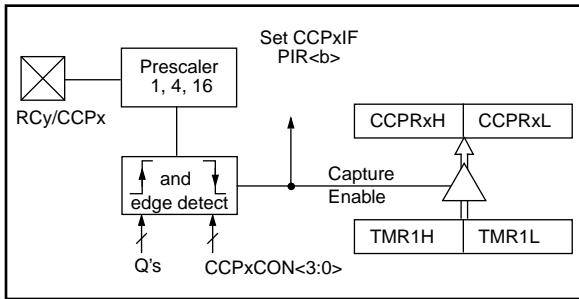 Set CCPxIF
PIR<b>
Prescaler
1, 4, 16
RCy/CCPx
CCPRxH
CCPRxL
and
edge detect
Capture
Enable
TMR1H
TMR1L
Q's
CCPxCON<3:0>